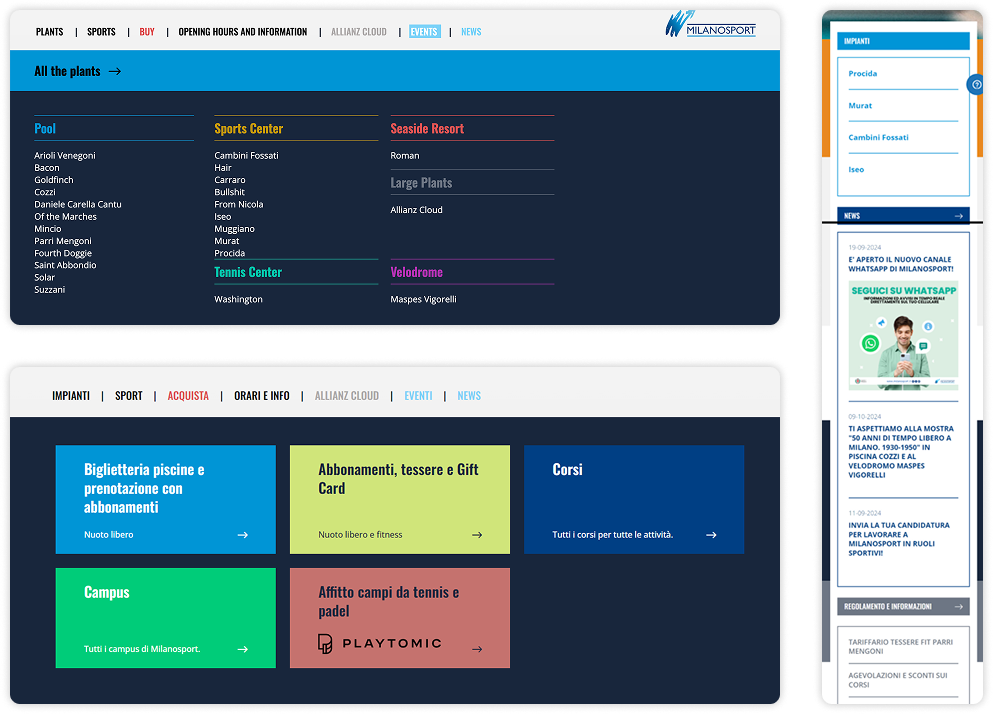 PLANTS | SPORTS | BUY | OPENING HOURS AND INFORMATION | ALLIANZ CLOUD | EVENTS | NEWS
MILANOSPORT
All the plants →
Pool
Arioli Venegoni
Bacon
Goldfinch
Cozzi
Daniele Carella Cantu
Of the Marches
Mincio
Parri Mengoni
Fourth Doggie
Saint Abbondio
Solar
Suzzani
Sports Center
Cambini Fossati
Hair
Carraro
Bullshit
From Nicola
Iseo
Muggiano
Murat
Procida
Tennis Center
Washington
Seaside Resort
Roman
Large Plants
Allianz Cloud
Velodrome
Maspes Vigorelli
IMPIANTI | SPORT | ACQUISTA | ORARI E INFO | ALLIANZ CLOUD | EVENTI | NEWS
Biglietteria piscine e
prenotazione con
abbonamenti
Nuoto libero →
Abbonamenti, tessere e Gift
Card
Nuoto libero e fitness →
Corsi
Tutti i corsi per tutte le attività. →
Campus
Tutti i campus di Milanosport. →
Affitto campi da tennis e
padel
PLAYTOMIC →
IMPIANTI
Procida
Murat
Cambini Fossati
Iseo
NEWS →
19-09-2024
E' APERTO IL NUOVO CANALE
WHATSAPP DI MILANOSPORT!
SEGUICI SU WHATSAPP
INFORMAZIONI ED AVVISI IN TEMPO REALE
DIRETTAMENTE SUL TUO CELLULARE
09-10-2024
TI ASPETTIAMO ALLA MOSTRA
"50 ANNI DI TEMPO LIBERO A
MILANO. 1930-1950" IN
PISCINA COZZI E AL
VELODROMO MASPES
VIGORELLI
11-09-2024
INVIA LA TUA CANDIDATURA
PER LAVORARE A
MILANOSPORT IN RUOLI
SPORTIVI!
REGOLAMENTO E INFORMAZIONI →
TARIFFARIO TESSERE FIT PARRI
MENGONI
AGEVOLAZIONI E SCONTI SUI
CORSI